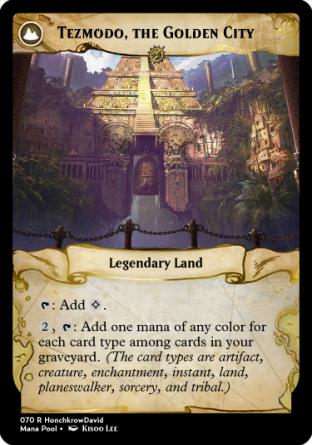 Tezmodo, the Golden City
Legendary Land
: Add .
2, : Add one mana of any color for
each card type among cards in your
graveyard. (The card types are artifact,
creature, enchantment, instant, land,
planeswalker, sorcery, and tribal.)
070 R HonchkrowDavid
Mana Pool • Kisoo Lee